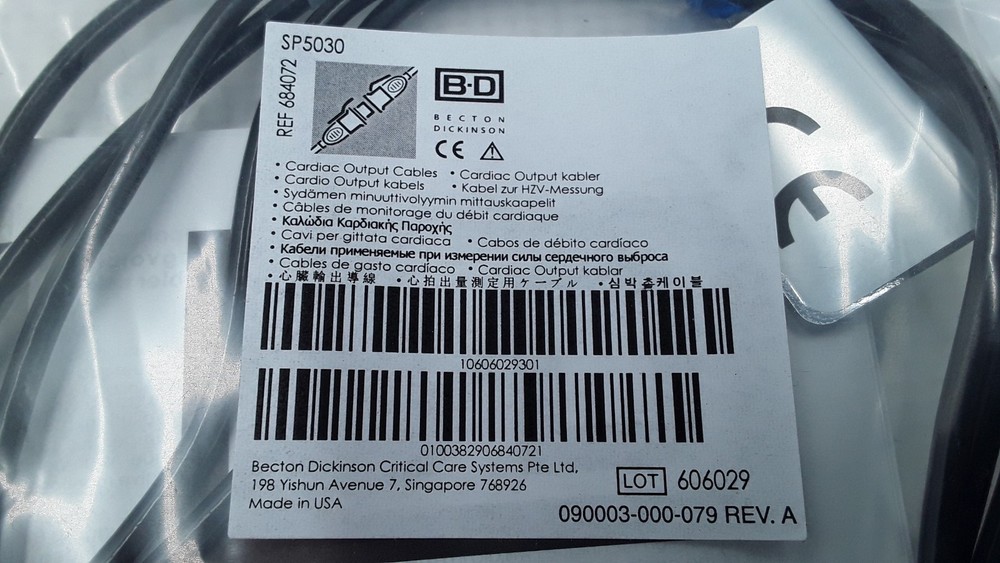 SP5030
REF 684072
B-D
BECTON
DICKINSON
CE
• Cardiac Output Cables • Cardiac Output kabler
• Cardio Output kabels • Kabel zur HZV-Messung
• Sydämen minuuttivolyymin mittauskaapelit
• Câbles de monitorage du débit cardiaque
• Καλώδια Καρδιακής Παροχής
• Cavi per gittata cardiaca • Cabos de débito cardíaco
• Кабели применяемые при измерении силы сердечного выброса
• Cables de gasto cardíaco • Cardiac Output kablar
• 心臓輸出導線 • 心拍出量測定用ケーブル • 심박출케이블
10606029301
0100382906840721
Becton Dickinson Critical Care Systems Pte Ltd,
198 Yishun Avenue 7, Singapore 768926
Made in USA
LOT 606029
090003-000-079 REV. A
CE